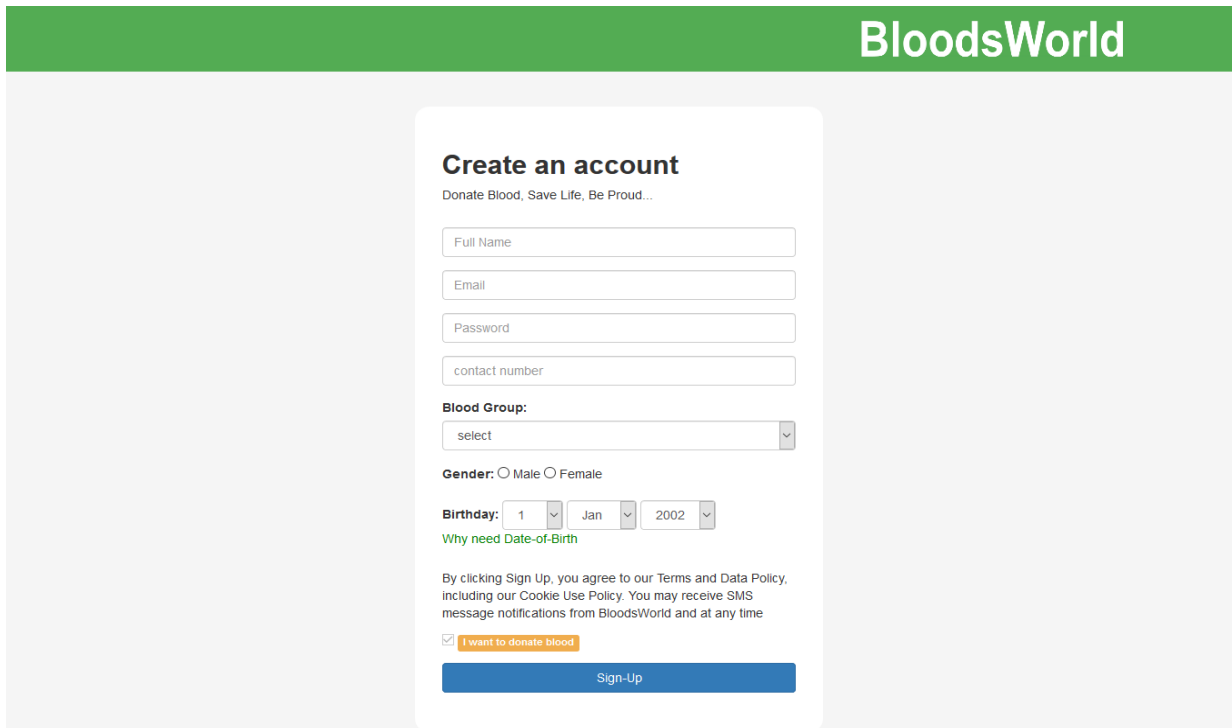 BloodsWorld
Create an account
Donate Blood, Save Life, Be Proud...
Full Name
Email
Password
contact number
Blood Group:
select
Gender: Male Female
Birthday: 1 Jan 2002
Why need Date-of-Birth
By clicking Sign Up, you agree to our Terms and Data Policy,
including our Cookie Use Policy. You may receive SMS
message notifications from BloodsWorld and at any time
I want to donate blood
Sign-Up